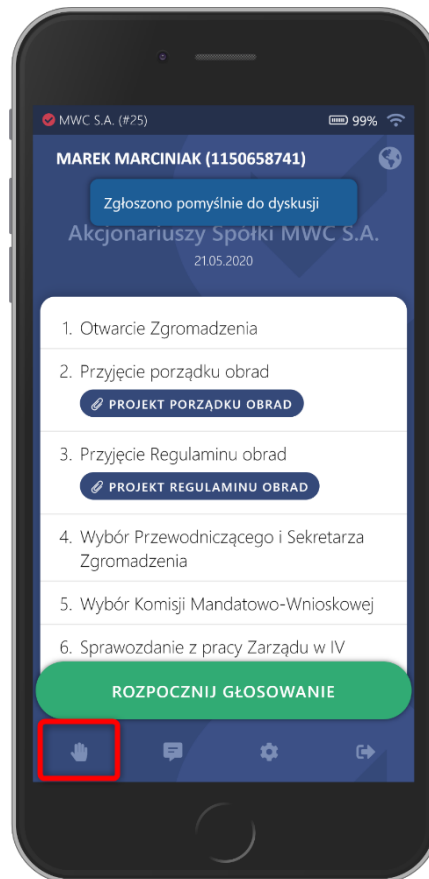 MWC S.A. (#25)
99%
MAREK MARCINIAK (1150658741)
Zgłoszono pomyślnie do dyskusji
Akcjonariuszy Spółki MWC S.A.
21.05.2020
1. Otwarcie Zgromadzenia
2. Przyjęcie porządku obrad
PROJEKT PORZĄDKU OBRAD
3. Przyjęcie Regulaminu obrad
PROJEKT REGULAMINU OBRAD
4. Wybór Przewodniczącego i Sekretarza
Zgromadzenia
5. Wybór Komisji Mandatowo-Wnioskowej
6. Sprawozdanie z pracy Zarządu w IV
ROZPOCZNIJ GŁOSOWANIE